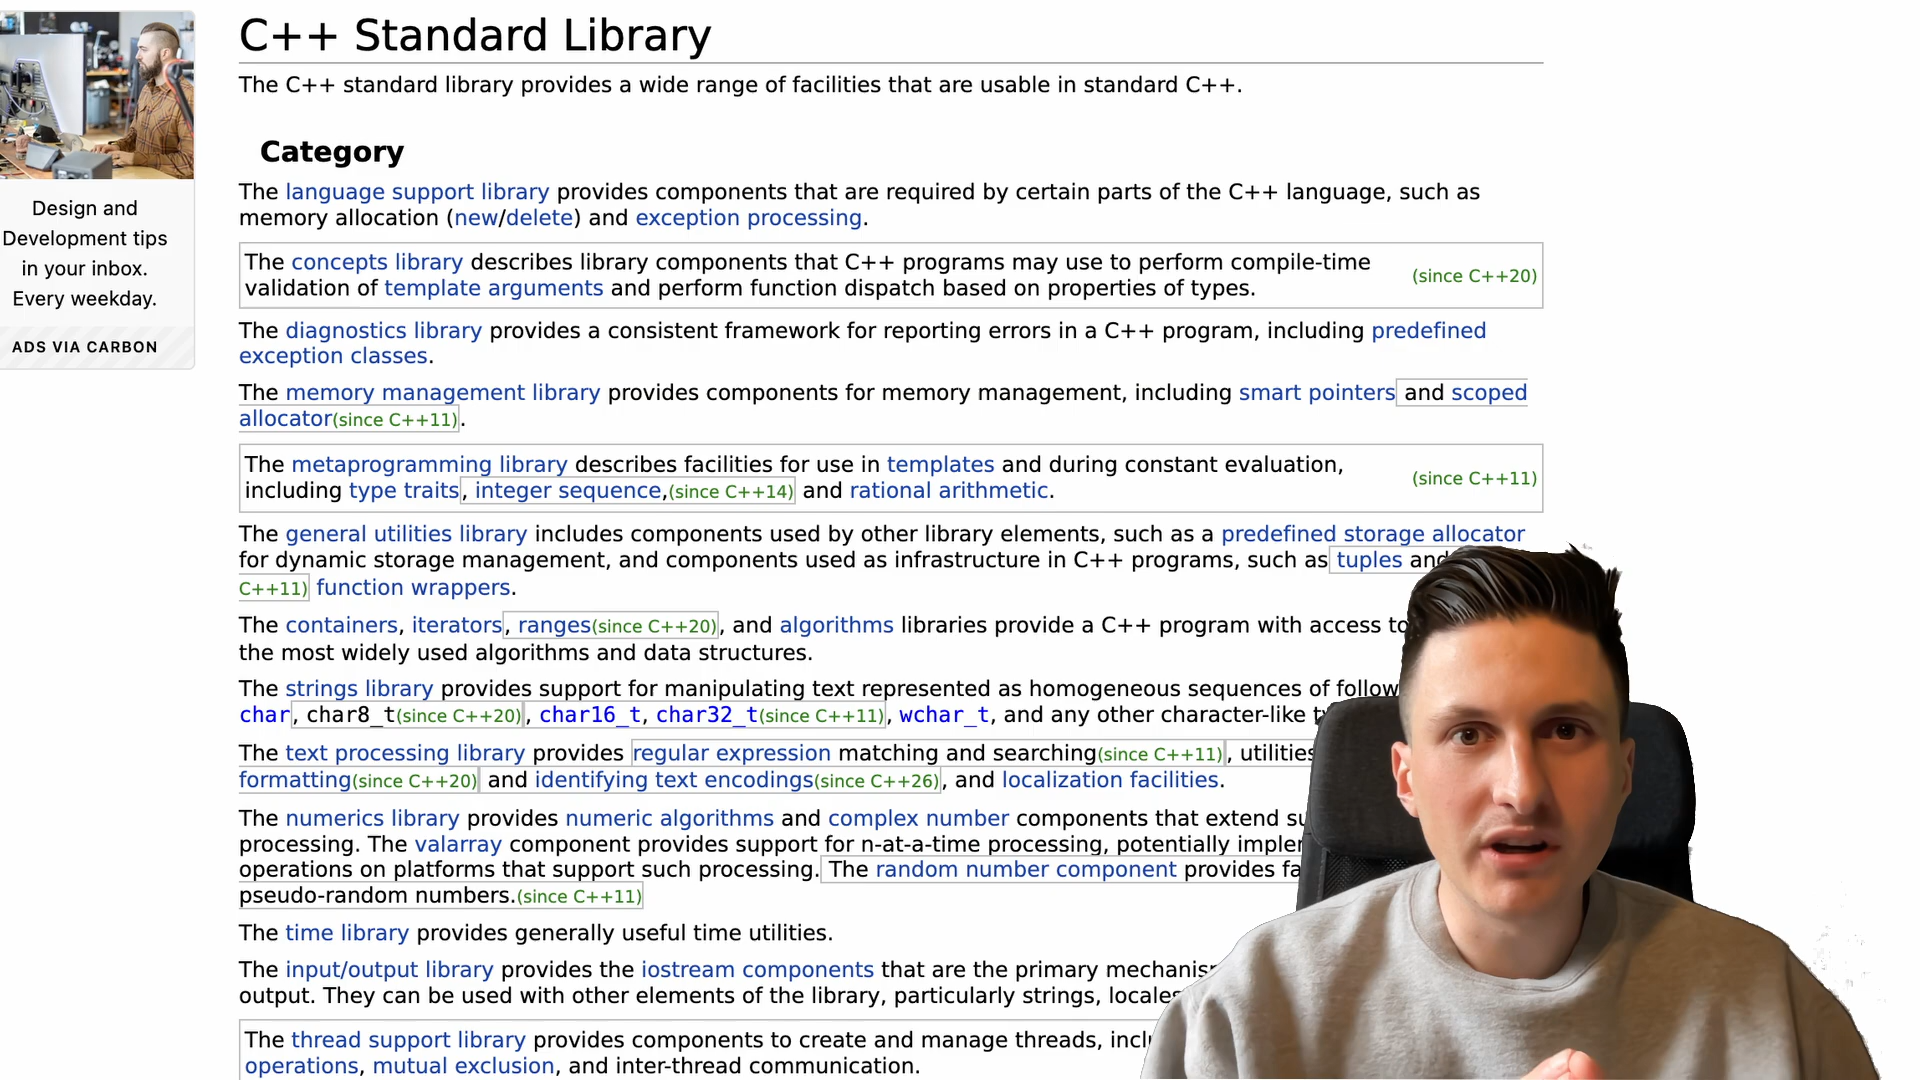 C++ Standard Library
The C++ standard library provides a wide range of facilities that are usable in standard C++.
Category
The language support library provides components that are required by certain parts of the C++ language, such as
memory allocation (new/delete) and exception processing.
The concepts library describes library components that C++ programs may use to perform compile-time
validation of template arguments and perform function dispatch based on properties of types.
(since C++20)
The diagnostics library provides a consistent framework for reporting errors in a C++ program, including predefined
exception classes.
The memory management library provides components for memory management, including smart pointers and scoped
allocator(since C++11).
The metaprogramming library describes facilities for use in templates and during constant evaluation,
including type traits, integer sequence,(since C++14) and rational arithmetic.
(since C++11)
The general utilities library includes components used by other library elements, such as a predefined storage allocator
for dynamic storage management, and components used as infrastructure in C++ programs, such as tuples and
C++11) function wrappers.
The containers, iterators, ranges(since C++20), and algorithms libraries provide a C++ program with access to
the most widely used algorithms and data structures.
The strings library provides support for manipulating text represented as homogeneous sequences of
char, char8_t(since C++20), char16_t, char32_t(since C++11), wchar_t, and any other character-like
The text processing library provides regular expression matching and searching(since C++11), utilities
formatting(since C++20) and identifying text encodings(since C++26), and localization facilities.
The numerics library provides numeric algorithms and complex number components that extend
processing. The valarray component provides support for n-at-a-time processing, potentially
operations on platforms that support such processing. The random number component provides
pseudo-random numbers.(since C++11)
The time library provides generally useful time utilities.
The input/output library provides the iostream components that are the primary
output. They can be used with other elements of the library, particularly strings, locales
The thread support library provides components to create and manage threads,
operations, mutual exclusion, and inter-thread communication.
Design and
Development tips
in your inbox.
Every weekday.
ADS VIA CARBON